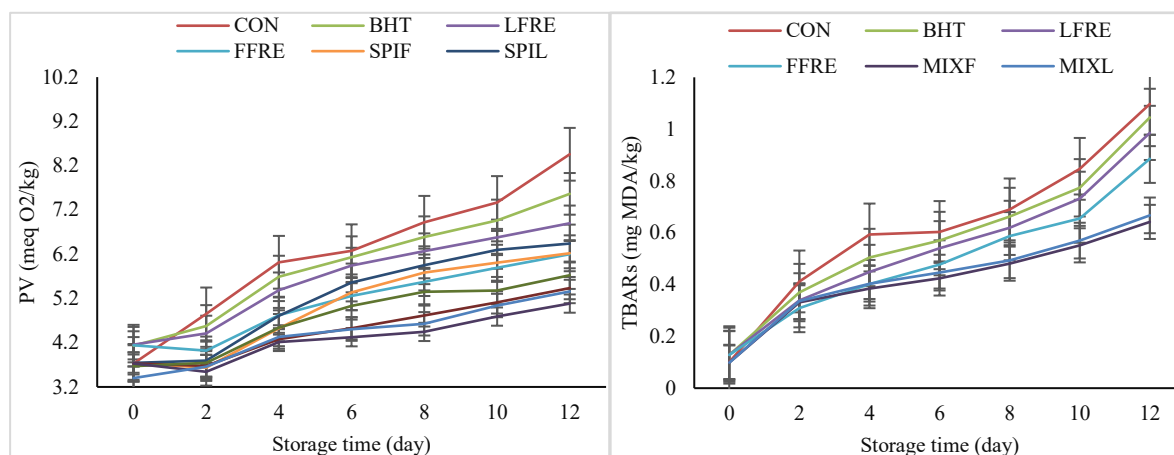 CON BHT LFRE
FFRE SPIF SPIL
10.2
9.2
8.2
7.2
6.2
5.2
4.2
3.2
PV (meq O2/kg)
0 2 4 6 8 10 12
Storage time (day)
CON BHT LFRE
FFRE MIXF MIXL
1.2
1
0.8
0.6
0.4
0.2
0
TBARs (mg MDA/kg)
0 2 4 6 8 10 12
Storage time (day)